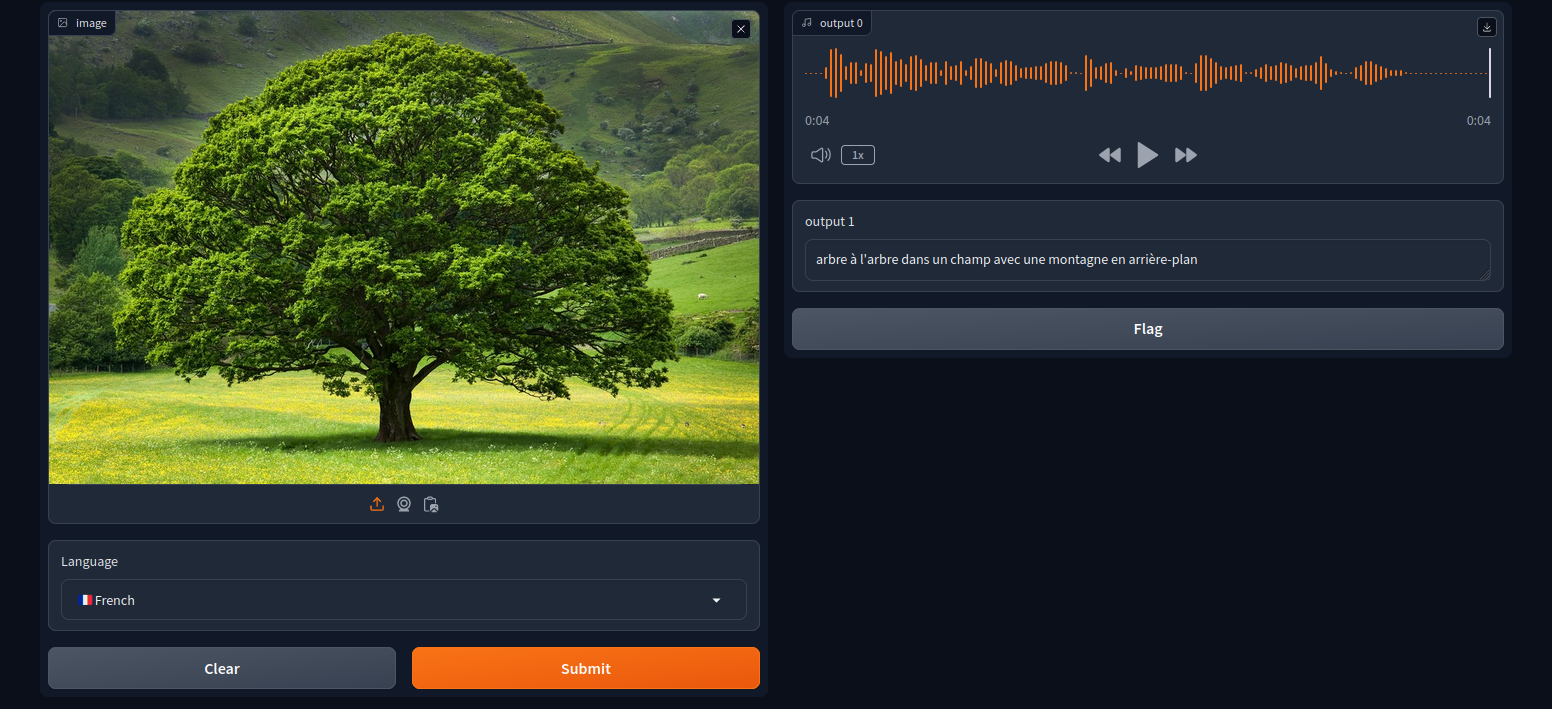 image
output 0
0:04
0:04
1x
output 1
arbre à l'arbre dans un champ avec une montagne en arrière-plan
Flag
Language
French
Clear
Submit